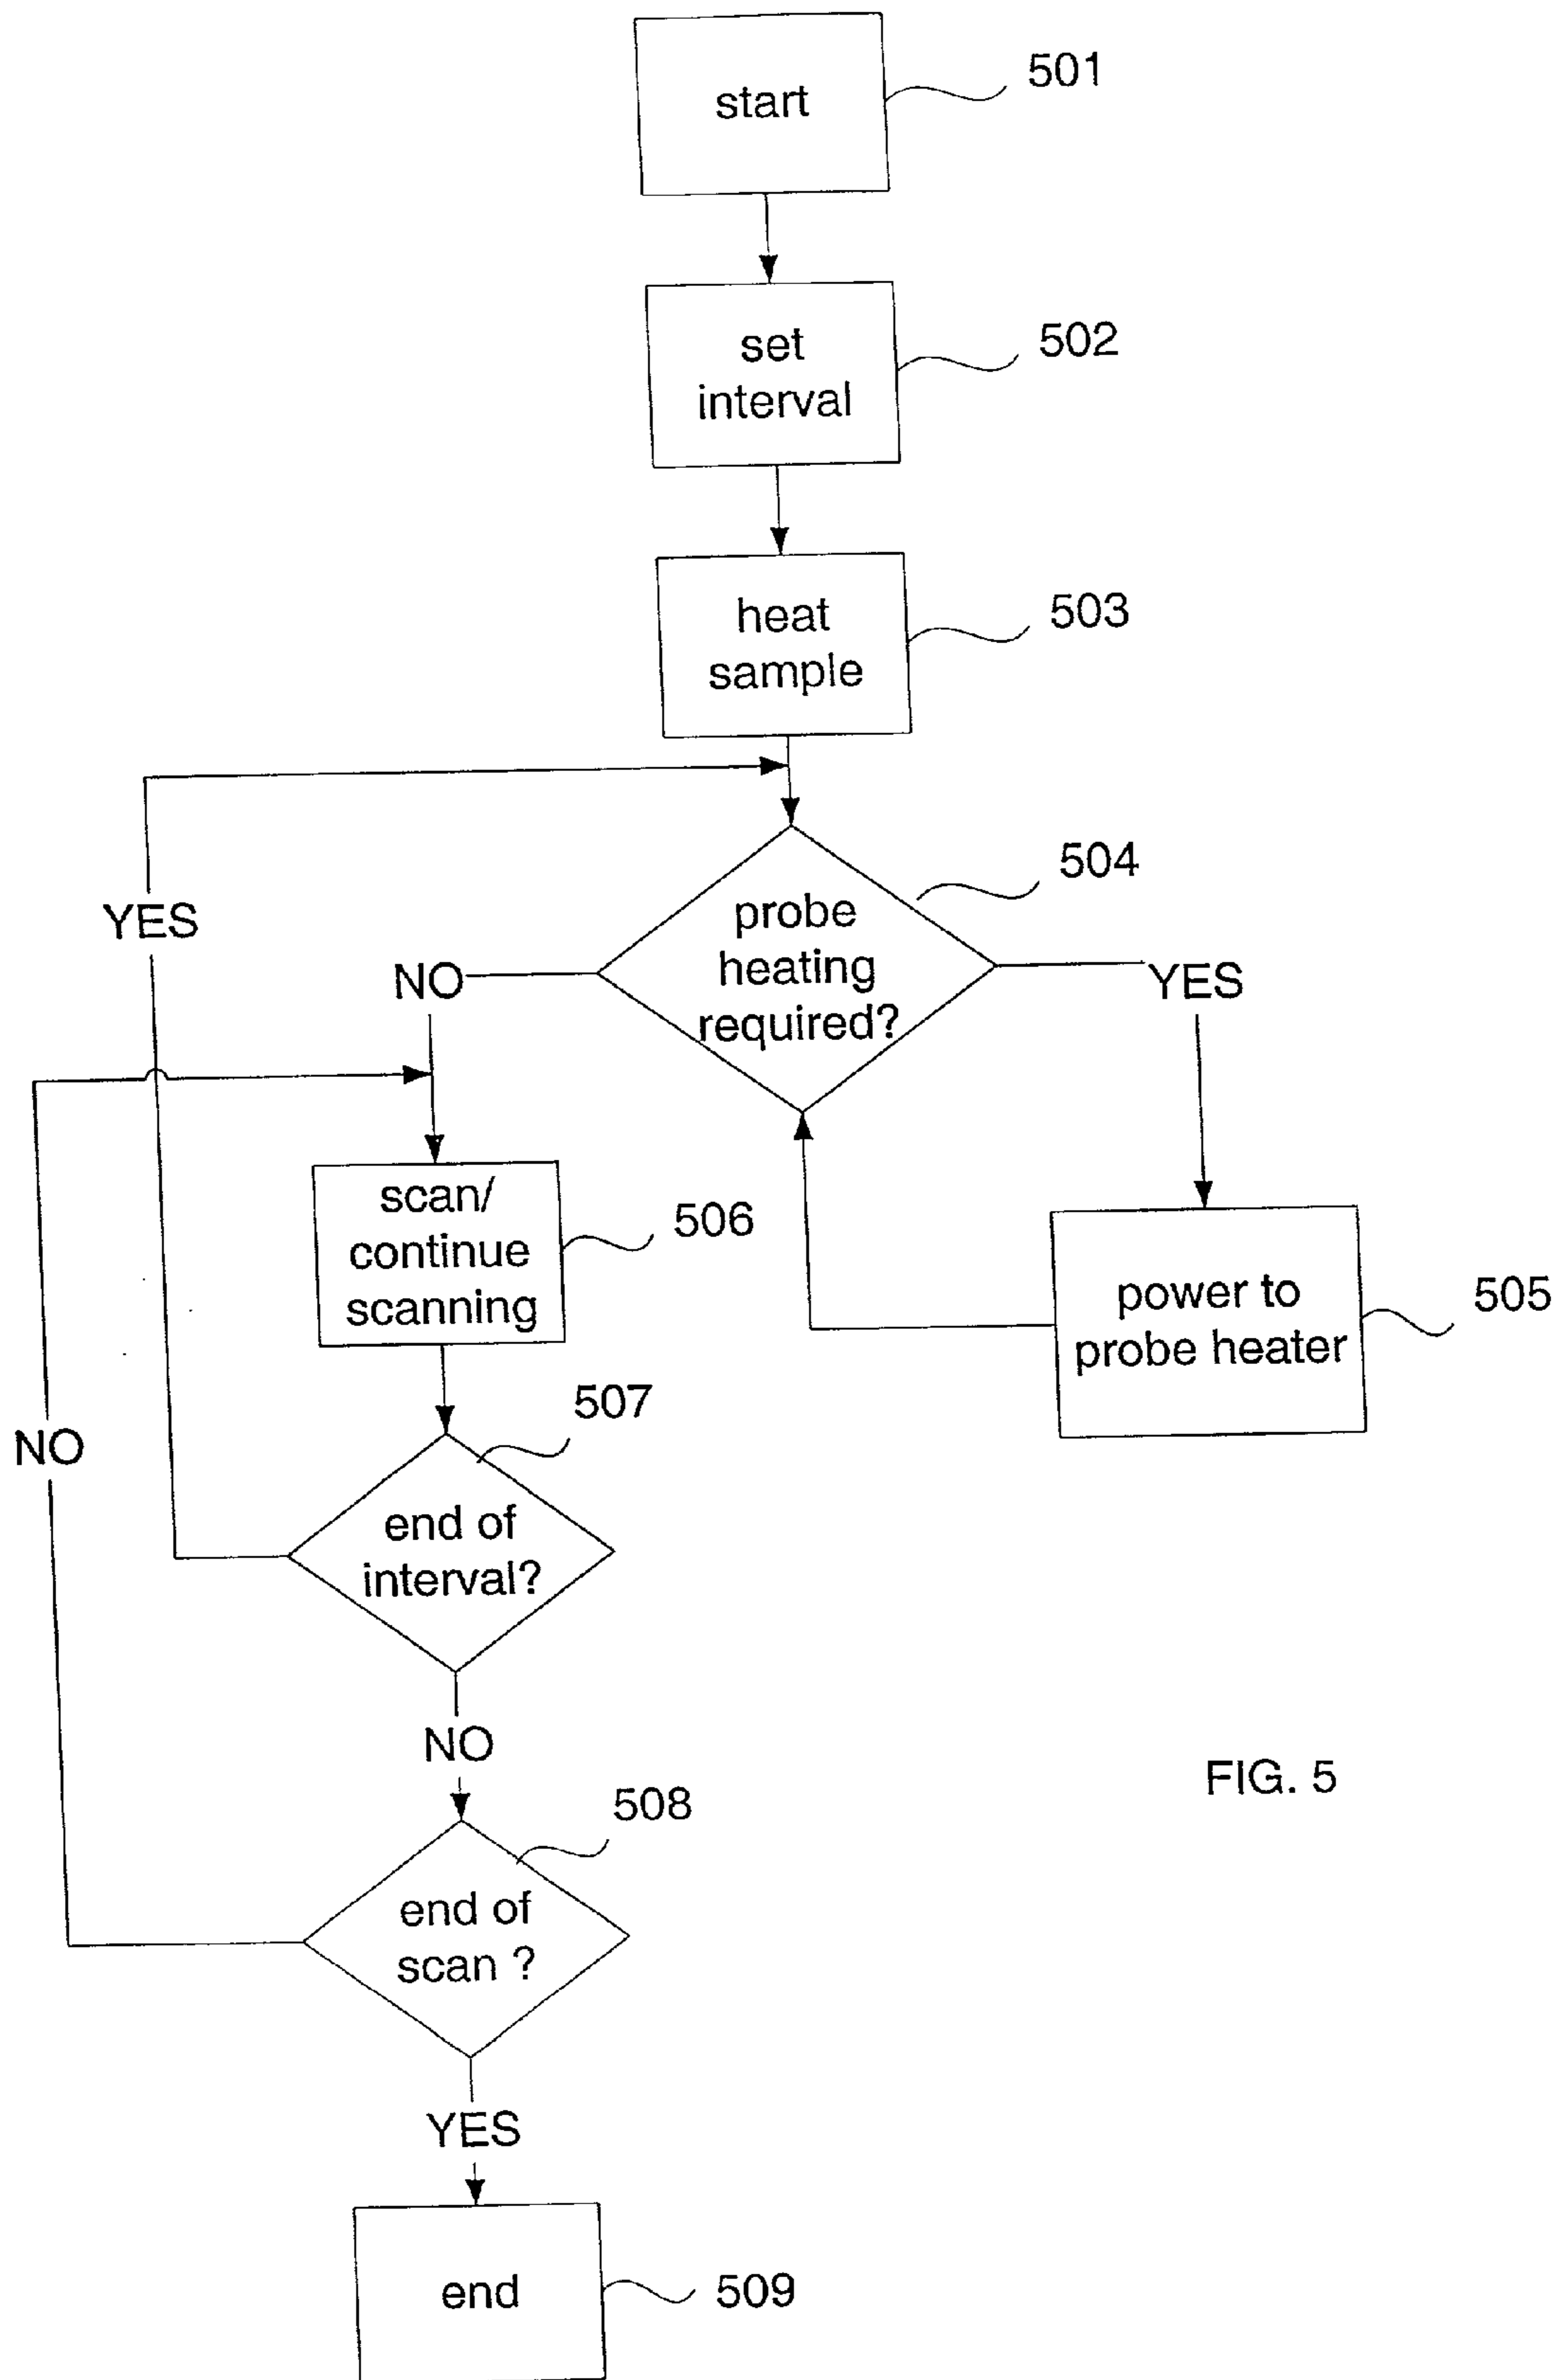 start
501
set
interval
502
heat
sample
503
504
probe
heating
required?
YES
NO
YES
scan/
continue
scanning
506
power to
probe heater
505
507
NO
end of
interval?
NO
FIG. 5
508
end of
scan ?
YES
end
509